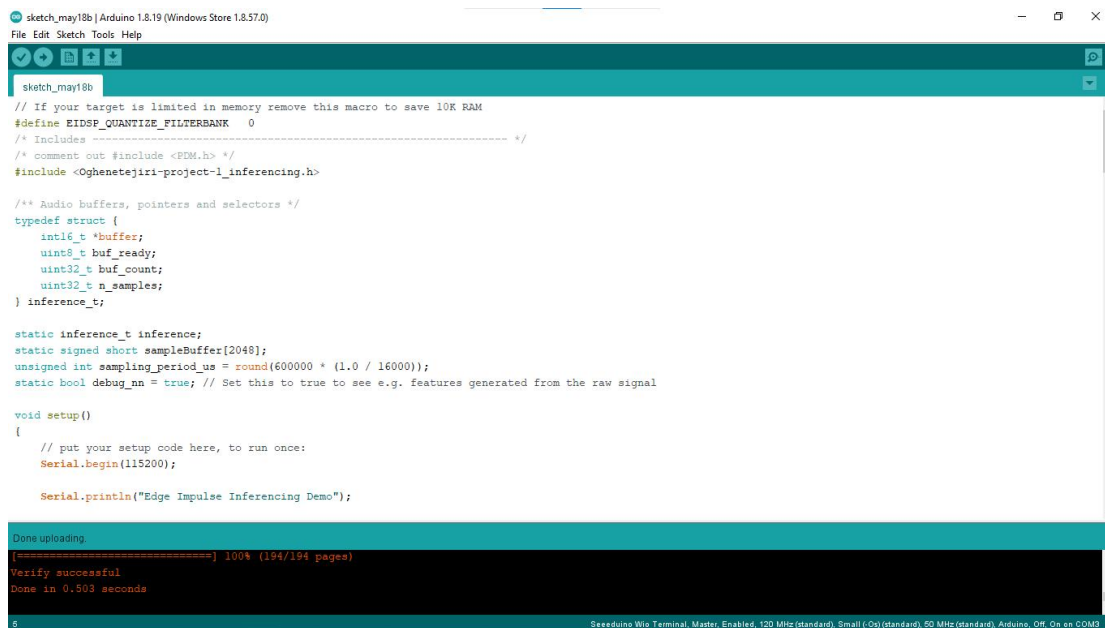 sketch_may18b | Arduino 1.8.19 (Windows Store 1.8.57.0)
File Edit Sketch Tools Help
sketch_may18b
// If your target is limited in memory remove this macro to save 10K RAM
#define EIDSP_QUANTIZE_FILTERBANK   0
/* Includes ---------------------------------------------------------------- */
/* comment out #include <PDM.h> */
#include <Oghenetejiri-project-1_inferencing.h>

/** Audio buffers, pointers and selectors */
typedef struct {
    int16_t *buffer;
    uint8_t buf_ready;
    uint32_t buf_count;
    uint32_t n_samples;
} inference_t;

static inference_t inference;
static signed short sampleBuffer[2048];
unsigned int sampling_period_us = round(600000 * (1.0 / 16000));
static bool debug_nn = true; // Set this to true to see e.g. features generated from the raw signal

void setup()
{
    // put your setup code here, to run once:
    Serial.begin(115200);

    Serial.println("Edge Impulse Inferencing Demo");

Done uploading.
[==============================] 100% (194/194 pages)
Verify successful
Done in 0.503 seconds
5 Seeeduino Wio Terminal, Master, Enabled, 120 MHz (standard), Small (-Os) (standard), 50 MHz (standard), Arduino, Off, On on COM3